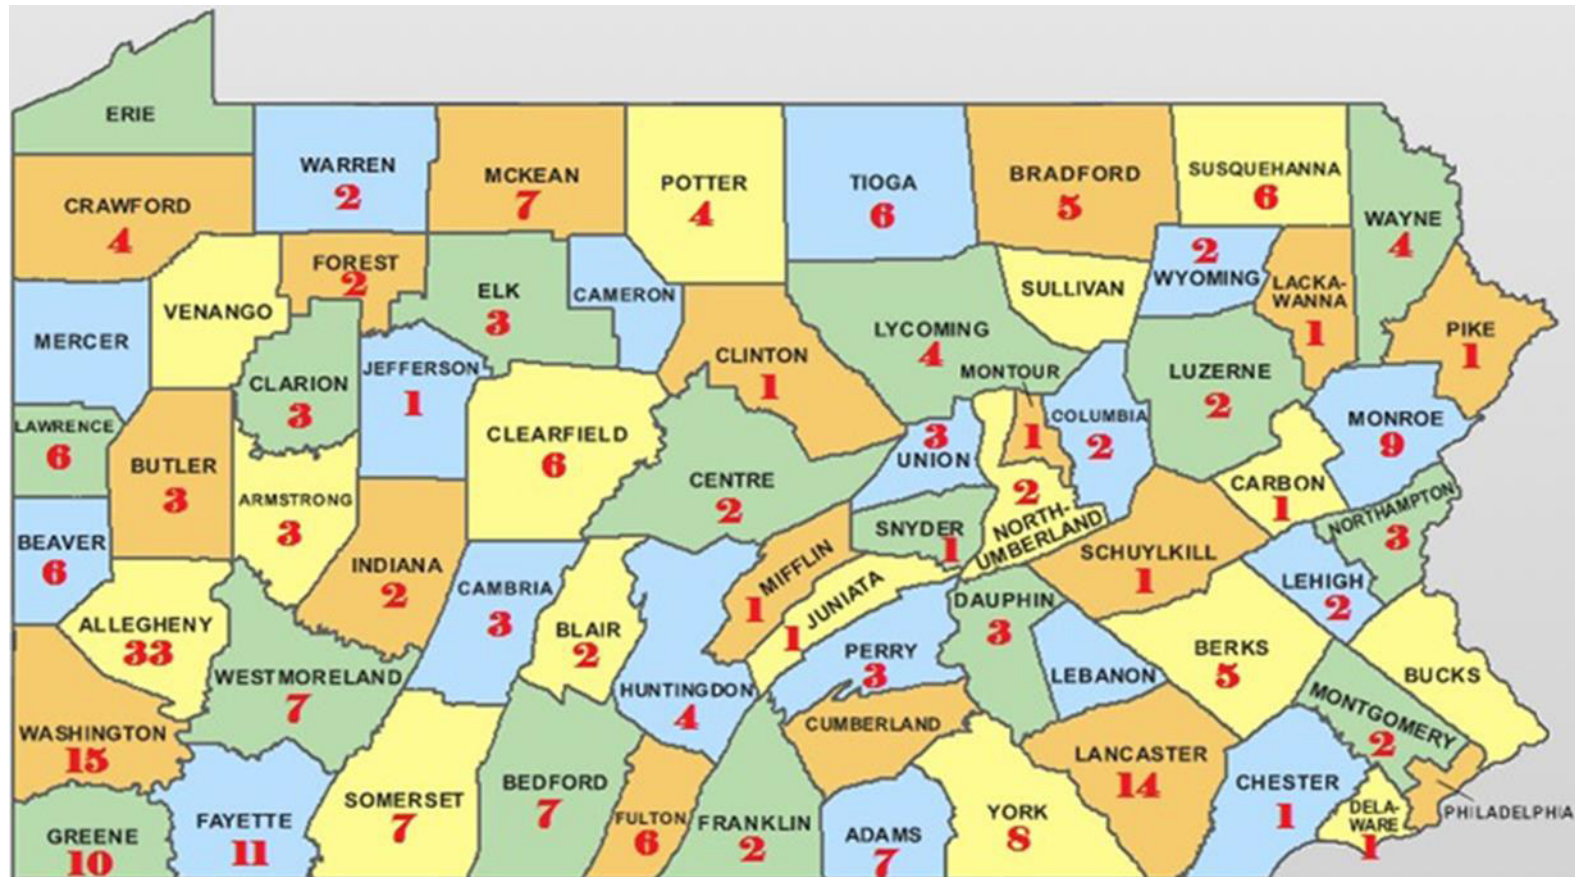 ERIE
WARREN
2
MCKEAN
7
POTTER
4
TIOGA
6
BRADFORD
5
SUSQUEHANNA
6
WAYNE
4
CRAWFORD
4
FOREST
2
VENANGO
ELK
3
CAMERON
SULLIVAN
2
WYOMING
LACKA-
WANNA
1
PIKE
1
MERCER
CLARION
3
JEFFERSON
1
CLINTON
1
LYCOMING
4
MONTOUR
1
COLUMBIA
2
LUZERNE
2
MONROE
9
LAWRENCE
6
BUTLER
3
CLEARFIELD
6
CENTRE
2
3
UNION
CARBON
1
ARMSTRONG
3
SNYDER
1
2
NORTH-
UMBERLAND
NORTHAMPTON
3
BEAVER
6
INDIANA
2
CAMBRIA
3
MIFFLIN
1
JUNIATA
1
SCHUYLKILL
1
LEHIGH
2
ALLEGHENY
33
BLAIR
2
DAUPHIN
3
WESTMORELAND
7
HUNTINGDON
4
PERRY
3
LEBANON
BERKS
5
BUCKS
WASHINGTON
15
CUMBERLAND
LANCASTER
14
MONTGOMERY
2
GREENE
10
FAYETTE
11
SOMERSET
7
BEDFORD
7
FULTON
6
FRANKLIN
2
ADAMS
7
YORK
8
CHESTER
1
DELA-
WARE
1
PHILADELPHIA